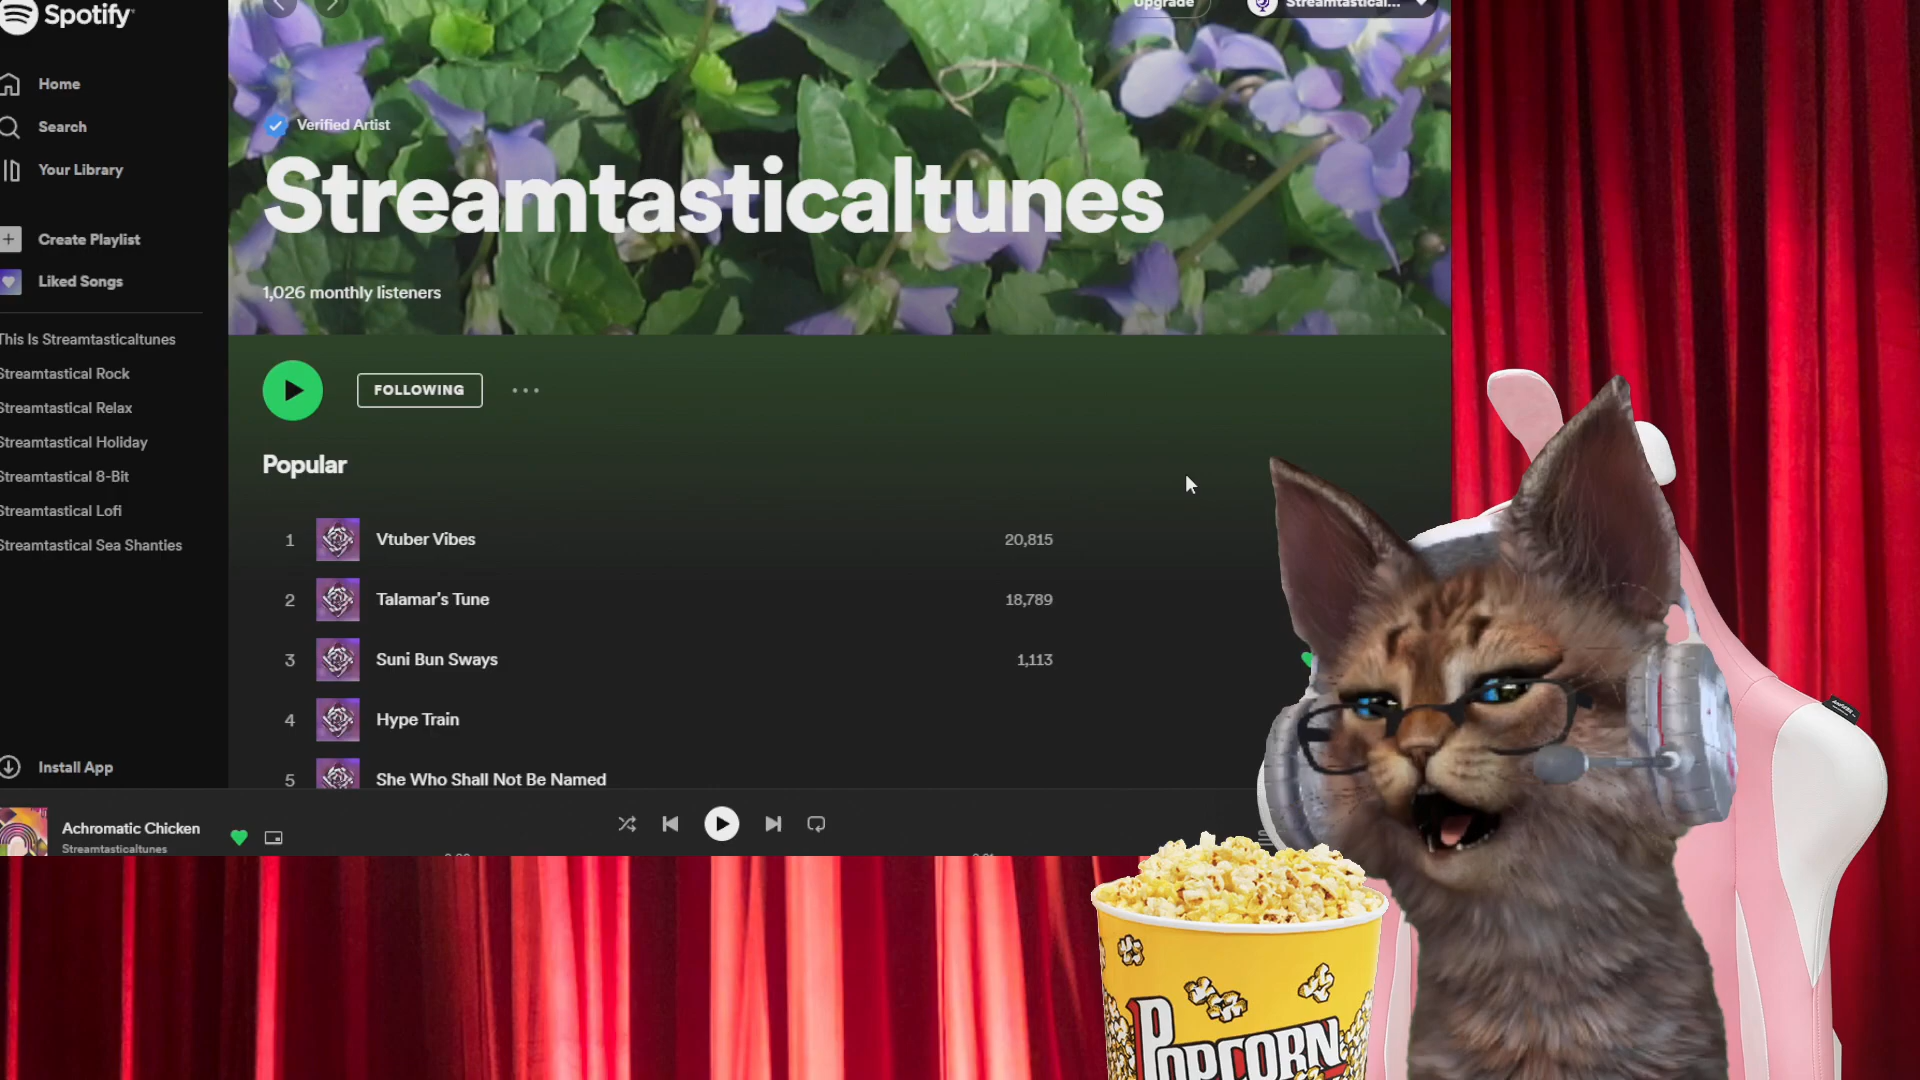 Spotify
Upgrade
Streamtastical...
Home
Search
Your Library
Create Playlist
Liked Songs
This Is Streamtasticaltunes
Streamtastical Rock
Streamtastical Relax
Streamtastical Holiday
Streamtastical 8-Bit
Streamtastical Lofi
Streamtastical Sea Shanties
Install App
Verified Artist
Streamtasticaltunes
1,026 monthly listeners
FOLLOWING
Popular
1 Vtuber Vibes 20,815
2 Talamar's Tune 18,789
3 Suni Bun Sways 1,113
4 Hype Train
5 She Who Shall Not Be Named
Achromatic Chicken
Streamtasticaltunes
POPCORN